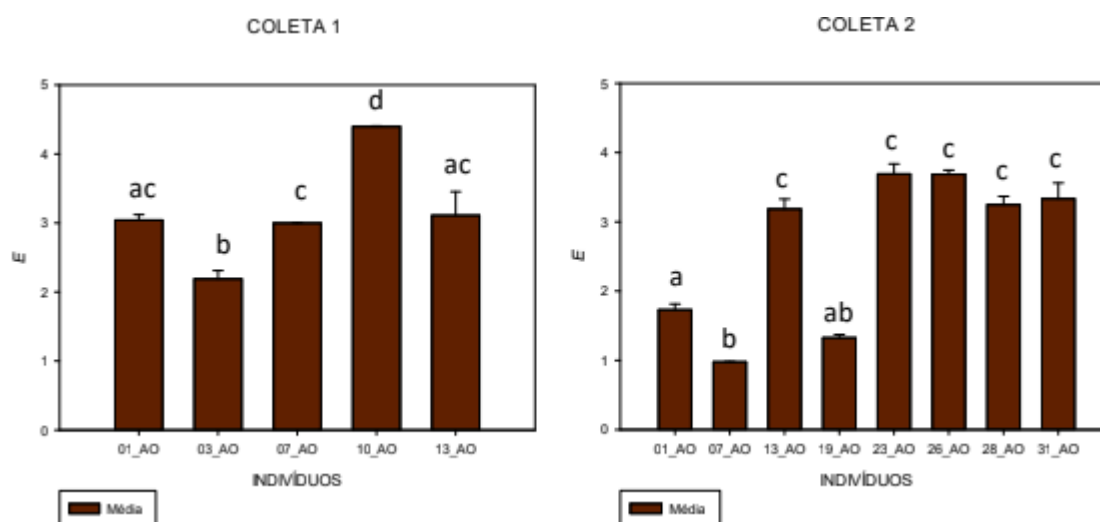 COLETA 1
5
4
3
2
1
0
E
ac
b
c
d
ac
01_AO 03_AO 07_AO 10_AO 13_AO
INDIVÍDUOS
Média
COLETA 2
5
4
3
2
1
0
E
a
b
c
ab
c
c
c
c
01_AO 07_AO 13_AO 19_AO 23_AO 26_AO 28_AO 31_AO
INDIVÍDUOS
Média